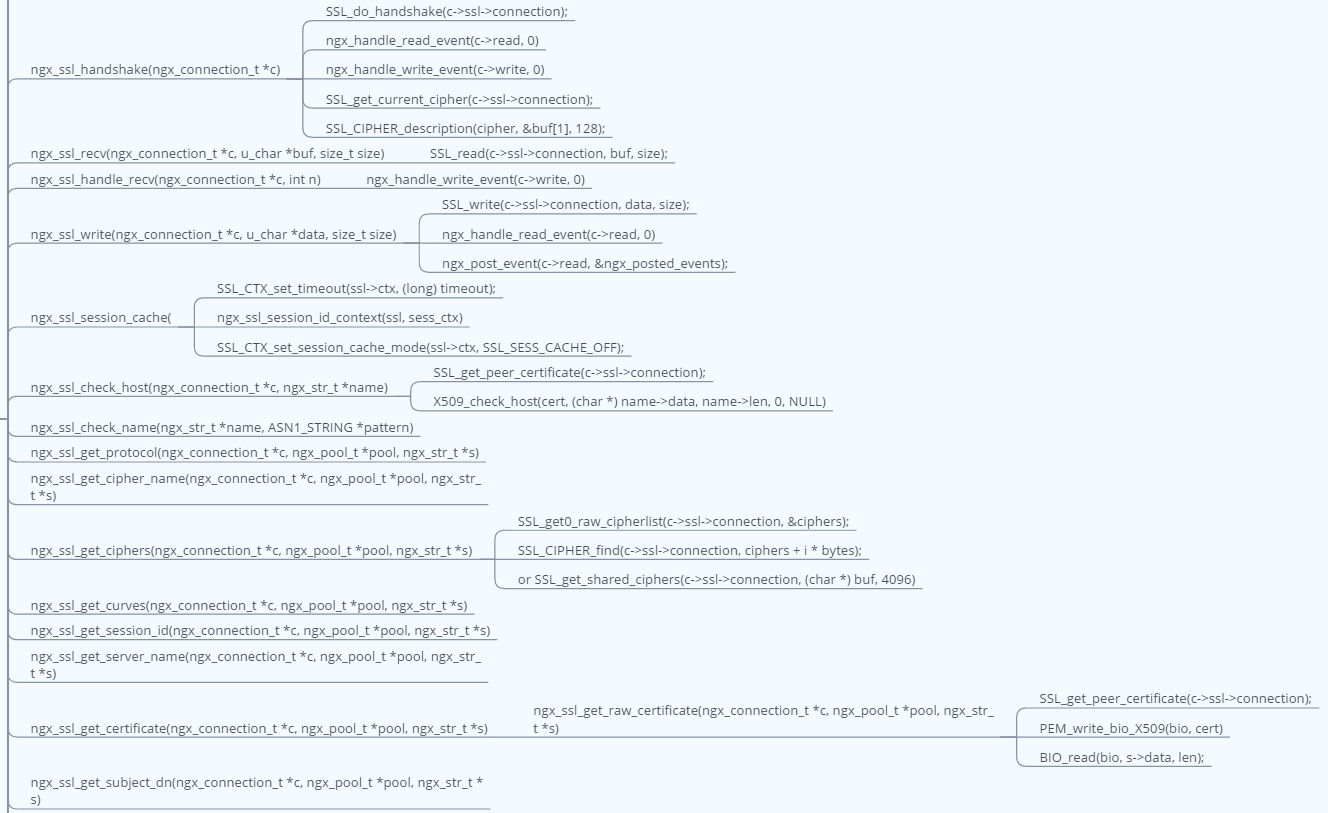 SSL_do_handshake(c->ssl->connection);
ngx_handle_read_event(c->read, 0)
ngx_ssl_handshake(ngx_connection_t *c)
ngx_handle_write_event(c->write, 0)
SSL_get_current_cipher(c->ssl->connection);
SSL_CIPHER_description(cipher, &buf[1], 128);
ngx_ssl_recv(ngx_connection_t *c, u_char *buf, size_t size)
SSL_read(c->ssl->connection, buf, size);
ngx_ssl_handle_recv(ngx_connection_t *c, int n)
ngx_handle_write_event(c->write, 0)
SSL_write(c->ssl->connection, data, size);
ngx_ssl_write(ngx_connection_t *c, u_char *data, size_t size)
ngx_handle_read_event(c->read, 0)
ngx_post_event(c->read, &ngx_posted_events);
SSL_CTX_set_timeout(ssl->ctx, (long) timeout);
ngx_ssl_session_cache(
ngx_ssl_session_id_context(ssl, sess_ctx)
SSL_CTX_set_session_cache_mode(ssl->ctx, SSL_SESS_CACHE_OFF);
SSL_get_peer_certificate(c->ssl->connection);
ngx_ssl_check_host(ngx_connection_t *c, ngx_str_t *name)
X509_check_host(cert, (char *) name->data, name->len, 0, NULL)
ngx_ssl_check_name(ngx_str_t *name, ASN1_STRING *pattern)
ngx_ssl_get_protocol(ngx_connection_t *c, ngx_pool_t *pool, ngx_str_t *s)
ngx_ssl_get_cipher_name(ngx_connection_t *c, ngx_pool_t *pool, ngx_str_
t *s)
SSL_get0_raw_cipherlist(c->ssl->connection, &ciphers);
ngx_ssl_get_ciphers(ngx_connection_t *c, ngx_pool_t *pool, ngx_str_t *s)
SSL_CIPHER_find(c->ssl->connection, ciphers + i * bytes);
or SSL_get_shared_ciphers(c->ssl->connection, (char *) buf, 4096)
ngx_ssl_get_curves(ngx_connection_t *c, ngx_pool_t *pool, ngx_str_t *s)
ngx_ssl_get_session_id(ngx_connection_t *c, ngx_pool_t *pool, ngx_str_t *s)
ngx_ssl_get_server_name(ngx_connection_t *c, ngx_pool_t *pool, ngx_str_
t *s)
ngx_ssl_get_certificate(ngx_connection_t *c, ngx_pool_t *pool, ngx_str_t *s)
ngx_ssl_get_raw_certificate(ngx_connection_t *c, ngx_pool_t *pool, ngx_str_
t *s)
SSL_get_peer_certificate(c->ssl->connection);
PEM_write_bio_X509(bio, cert)
BIO_read(bio, s->data, len);
ngx_ssl_get_subject_dn(ngx_connection_t *c, ngx_pool_t *pool, ngx_str_t *
s)